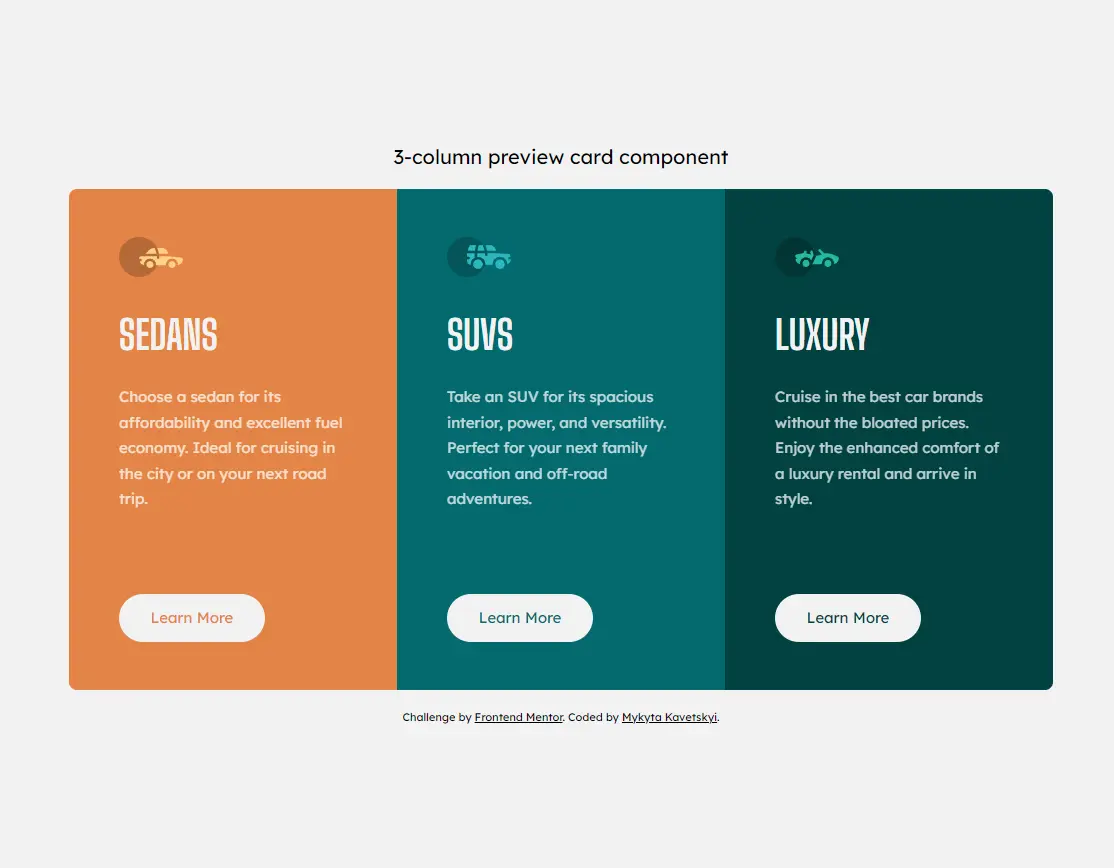 3-column preview card component
SEDANS
Choose a sedan for its
affordability and excellent fuel
economy. Ideal for cruising in
the city or on your next road
trip.
Learn More
SUVS
Take an SUV for its spacious
interior, power, and versatility.
Perfect for your next family
vacation and off-road
adventures.
Learn More
LUXURY
Cruise in the best car brands
without the bloated prices.
Enjoy the enhanced comfort of
a luxury rental and arrive in
style.
Learn More
Challenge by Frontend Mentor. Coded by Mykyta Kavetskyi.